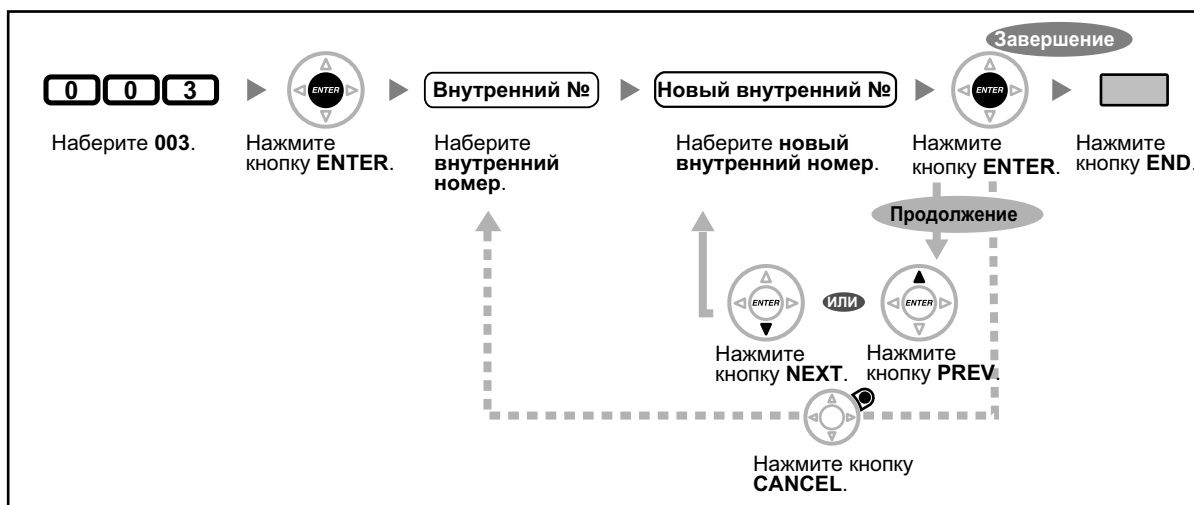 Завершение
0 0 3
ENTER
Внутренний №
Новый внутренний №
ENTER
Наберите 003.
Нажмите
кнопку ENTER.
Наберите
внутренний
номер.
Наберите новый
внутренний номер.
Нажмите
кнопку ENTER.
Нажмите
кнопку END.
Продолжение
ENTER
ИЛИ
ENTER
Нажмите
кнопку NEXT.
Нажмите
кнопку PREV.
Нажмите кнопку
CANCEL.